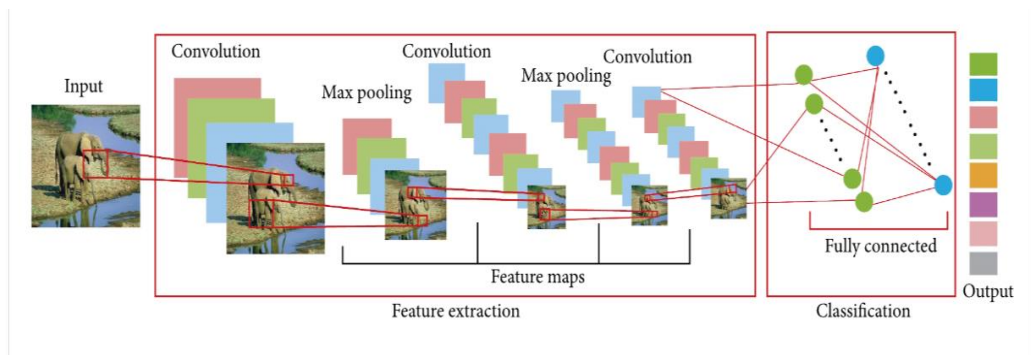 Input
Convolution
Max pooling
Convolution
Max pooling
Convolution
Feature maps
Feature extraction
Fully connected
Classification
Output